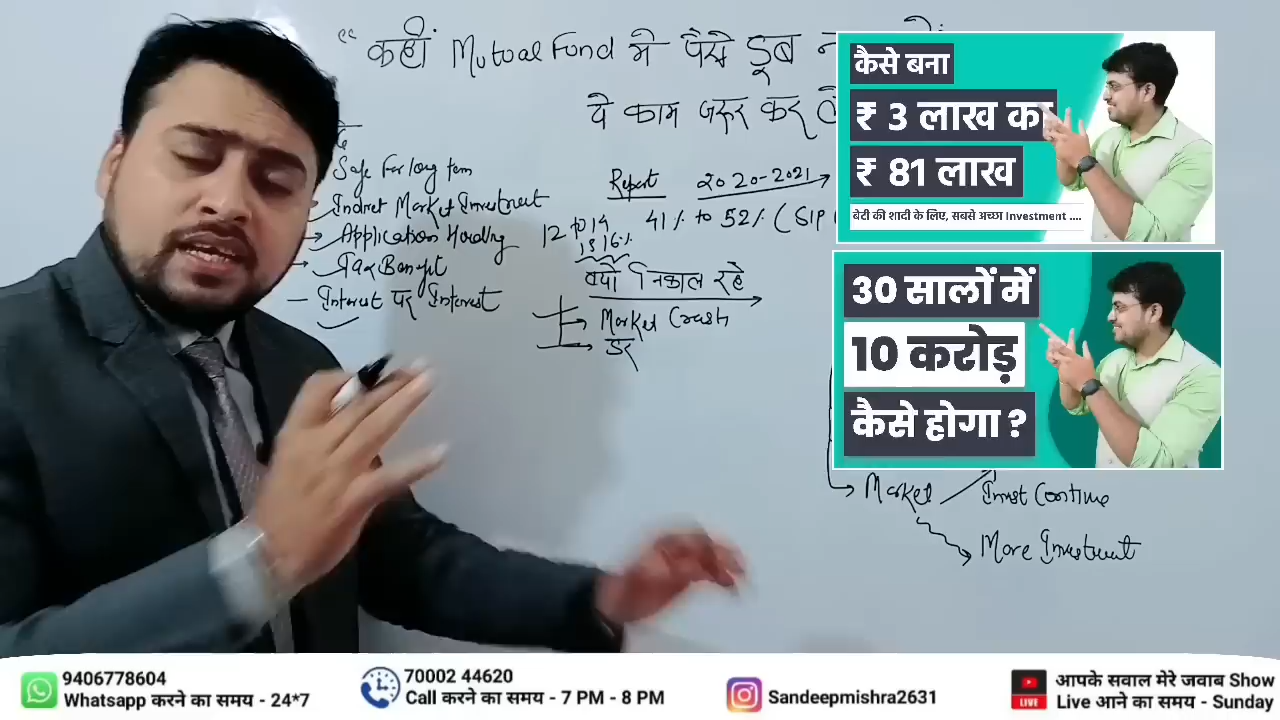 “ कहीं Mutual Fund मे पैसे डूब न
ये काम जरूर कर
Safe For long term
Indirect Market Investment
Application Hardly
Tax Benefit
Interest पर Interest
Report 2020-2021
12 to 14 41% to 52% (SIP
15 16%
क्यों निकाल रहे
Market Crash
डर
Market
Invest Continue
More Investment
कैसे बना
₹ 3 लाख का
₹ 81 लाख
बेटी की शादी के लिए, सबसे अच्छा Investment ....
30 सालों में
10 करोड़
कैसे होगा ?
9406778604
Whatsapp करने का समय - 24*7
70002 44620
Call करने का समय - 7 PM - 8 PM
Sandeepmishra2631
LIVE
आपके सवाल मेरे जवाब Show
Live आने का समय - Sunday